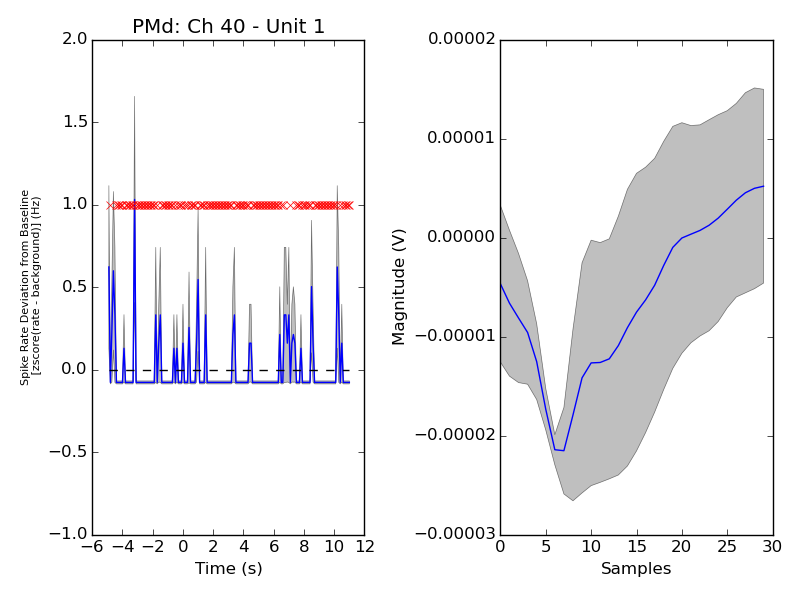 PMd: Ch 40 - Unit 1
2.0
1.5
1.0
0.5
0.0
−0.5
−1.0
Spike Rate Deviation from Baseline
[zscore(rate - background)] (Hz)
−6 −4 −2 0 2 4 6 8 10 12
Time (s)
0.00002
0.00001
0.00000
−0.00001
−0.00002
−0.00003
Magnitude (V)
0 5 10 15 20 25 30
Samples